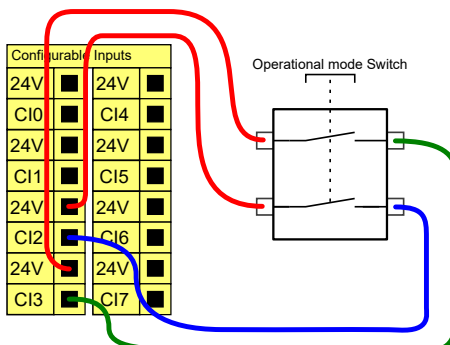 Configurable Inputs
24V 24V
CI0 CI4
24V 24V
CI1 CI5
24V 24V
CI2 CI6
24V 24V
CI3 CI7
Operational mode Switch